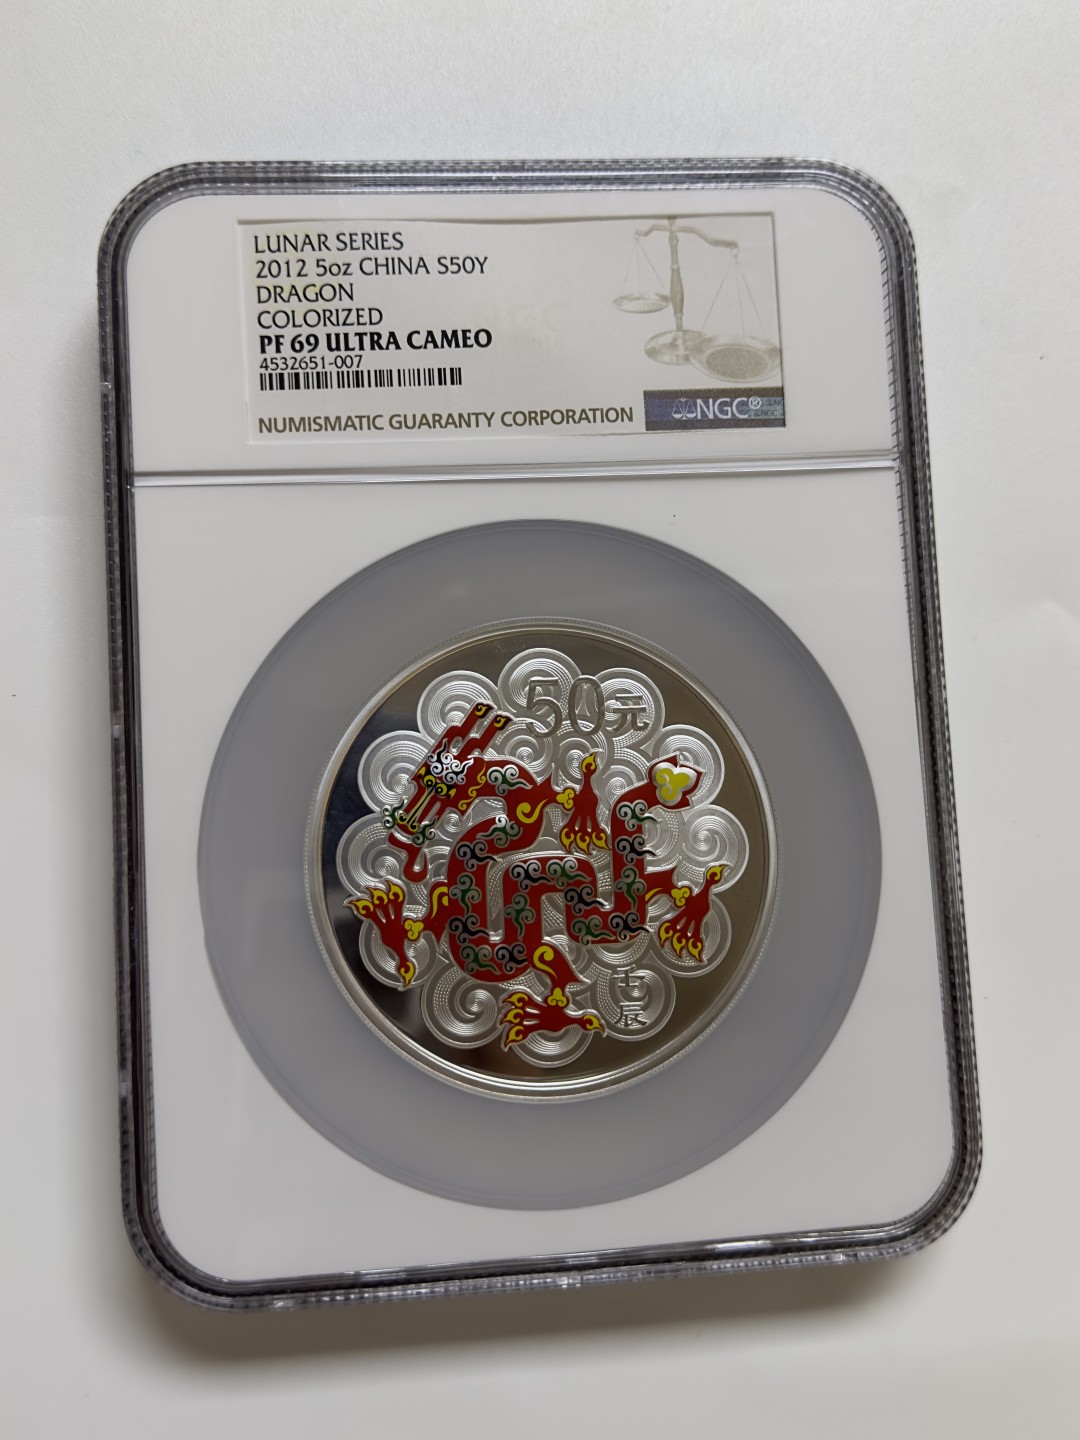 LUNAR SERIES
2012 5oz CHINA S50Y
DRAGON
COLORIZED
PF 69 ULTRA CAMEO
4532651-007
NUMISMATIC GUARANTY CORPORATION
NGC®
50元
壬辰